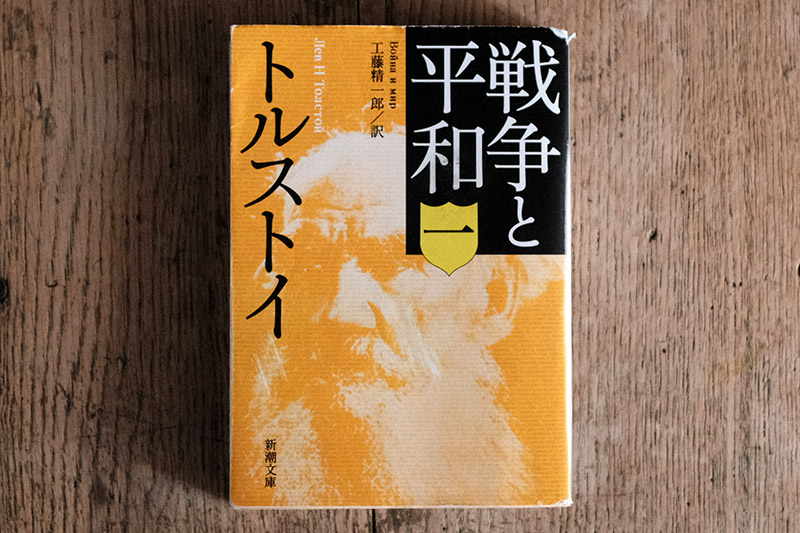 戦争と
平和
一
Война и мир
工藤精一郎／訳
Лев Н Толстой
トルストイ
新潮文庫